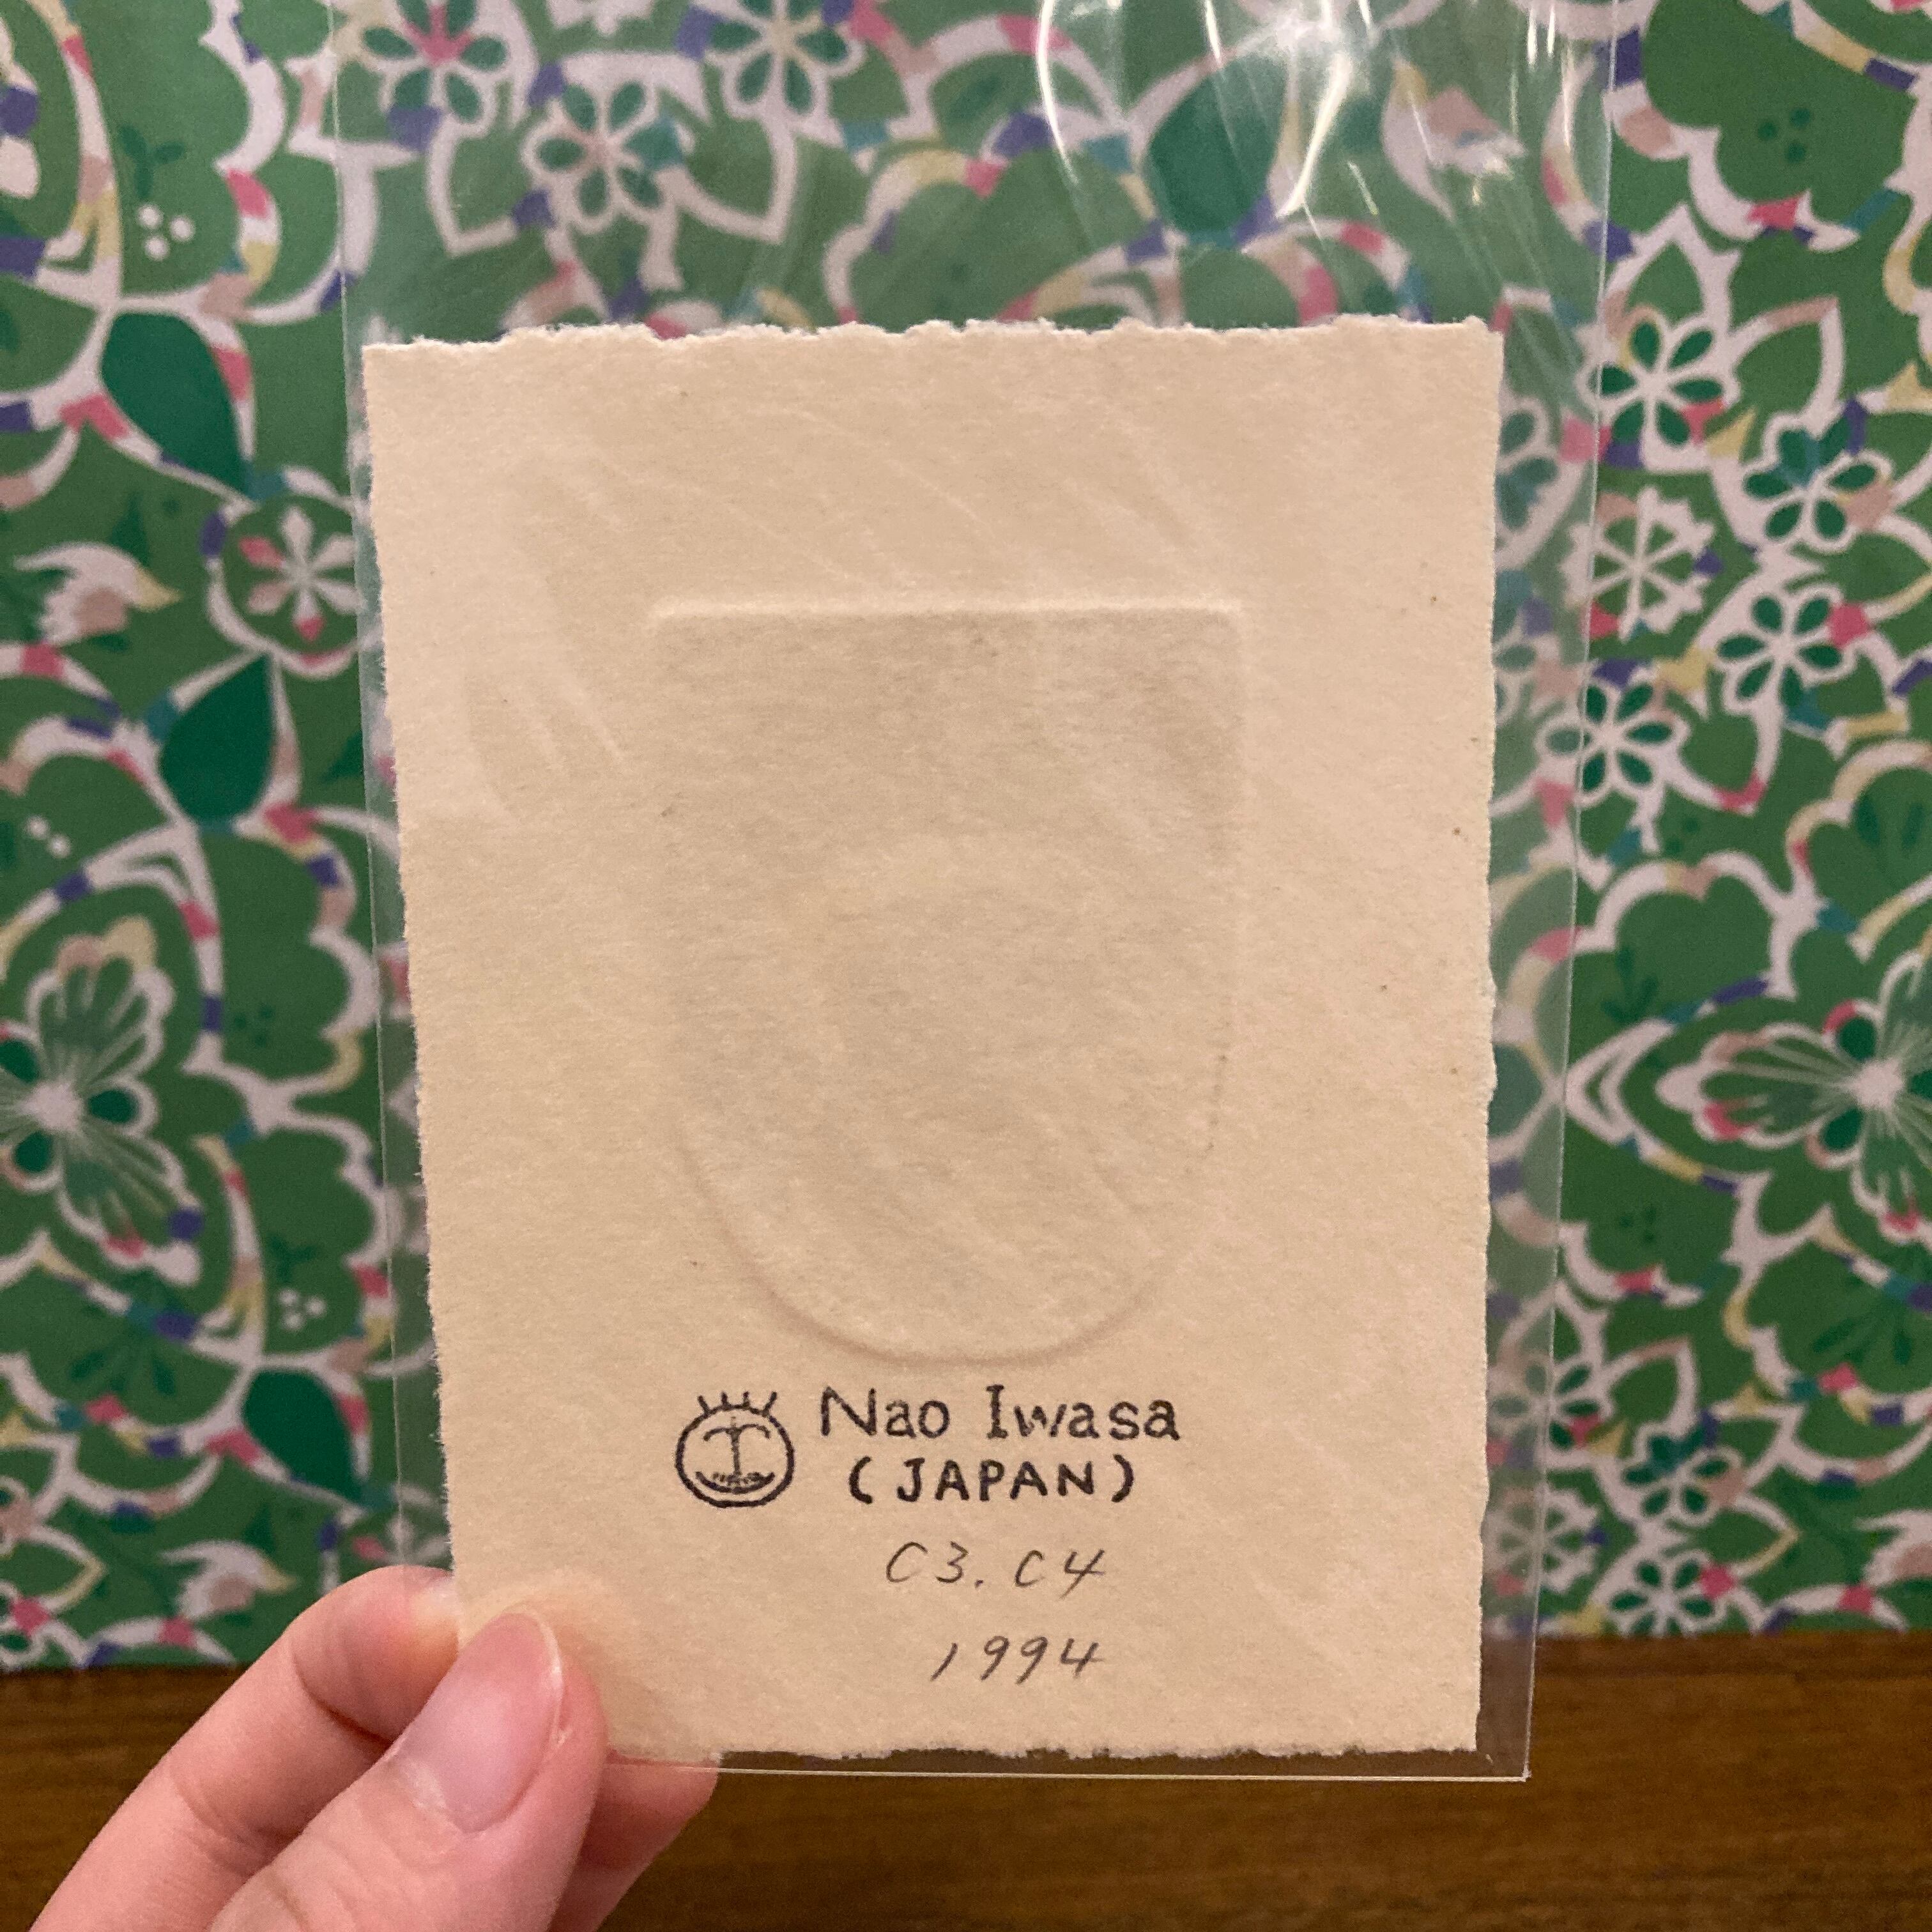 Nao Iwasa
(JAPAN)
C3. C4
1994